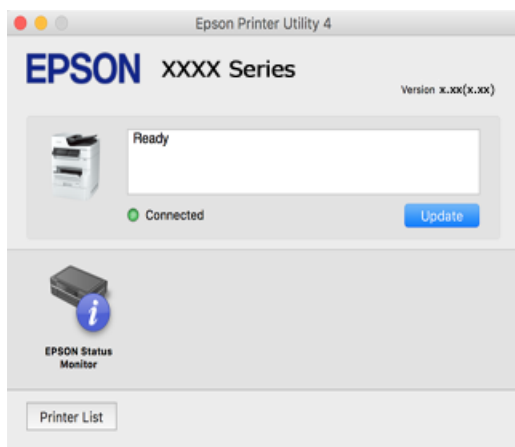 Epson Printer Utility 4
EPSON XXXX Series
Version x.xx(x.xx)
Ready
Connected
Update
EPSON Status
Monitor
Printer List